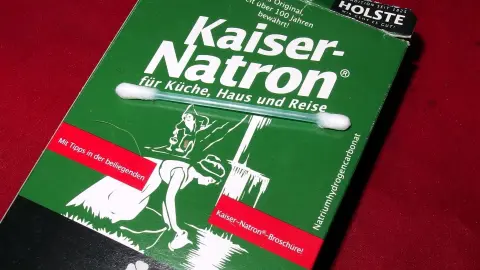 Original,
über 100 Jahren
bewährt!
SEIT
HOLSTE
Kaiser-
Natron®
für Küche, Haus und Reise
Mit Tipps in der beiliegenden
Kaiser-Natron®-Broschüre!
Natriumhydrogencarbonat